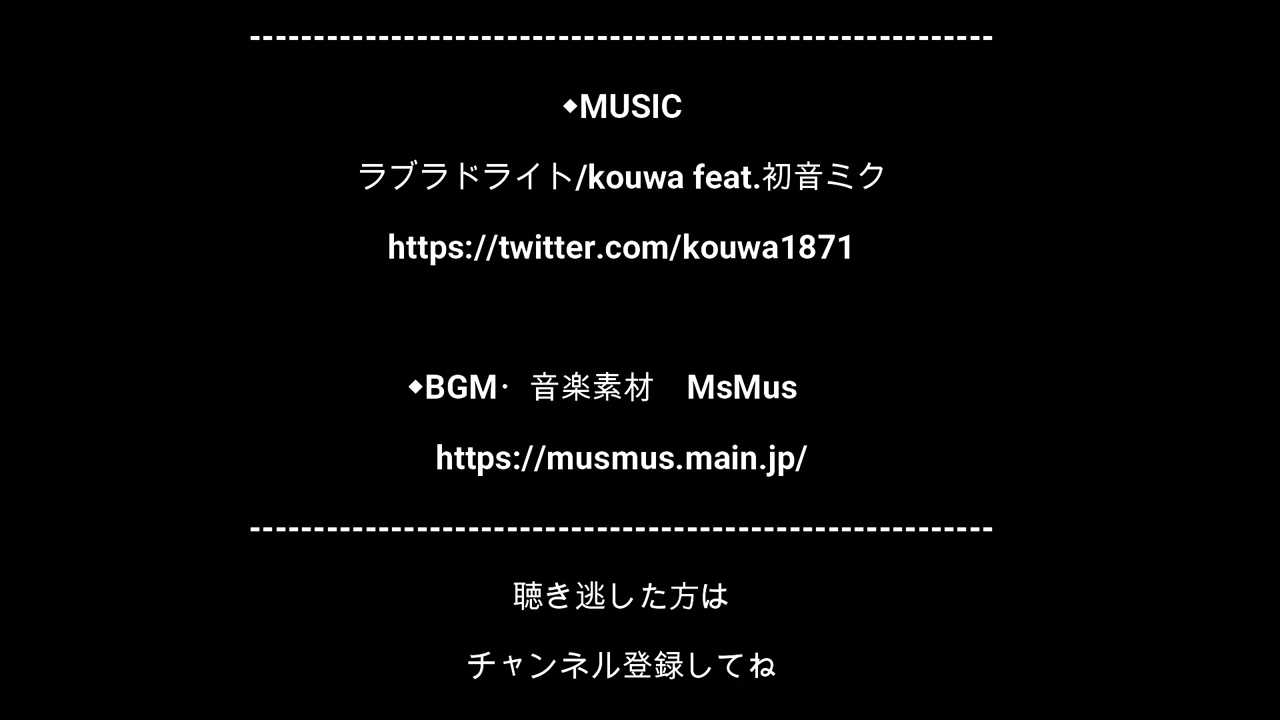 ----------------------------------------------------------
◆MUSIC
ラブラドライト/kouwa feat.初音ミク
https://twitter.com/kouwa1871
◆BGM・音楽素材　MsMus
https://musmus.main.jp/
----------------------------------------------------------
聴き逃した方は
チャンネル登録してね